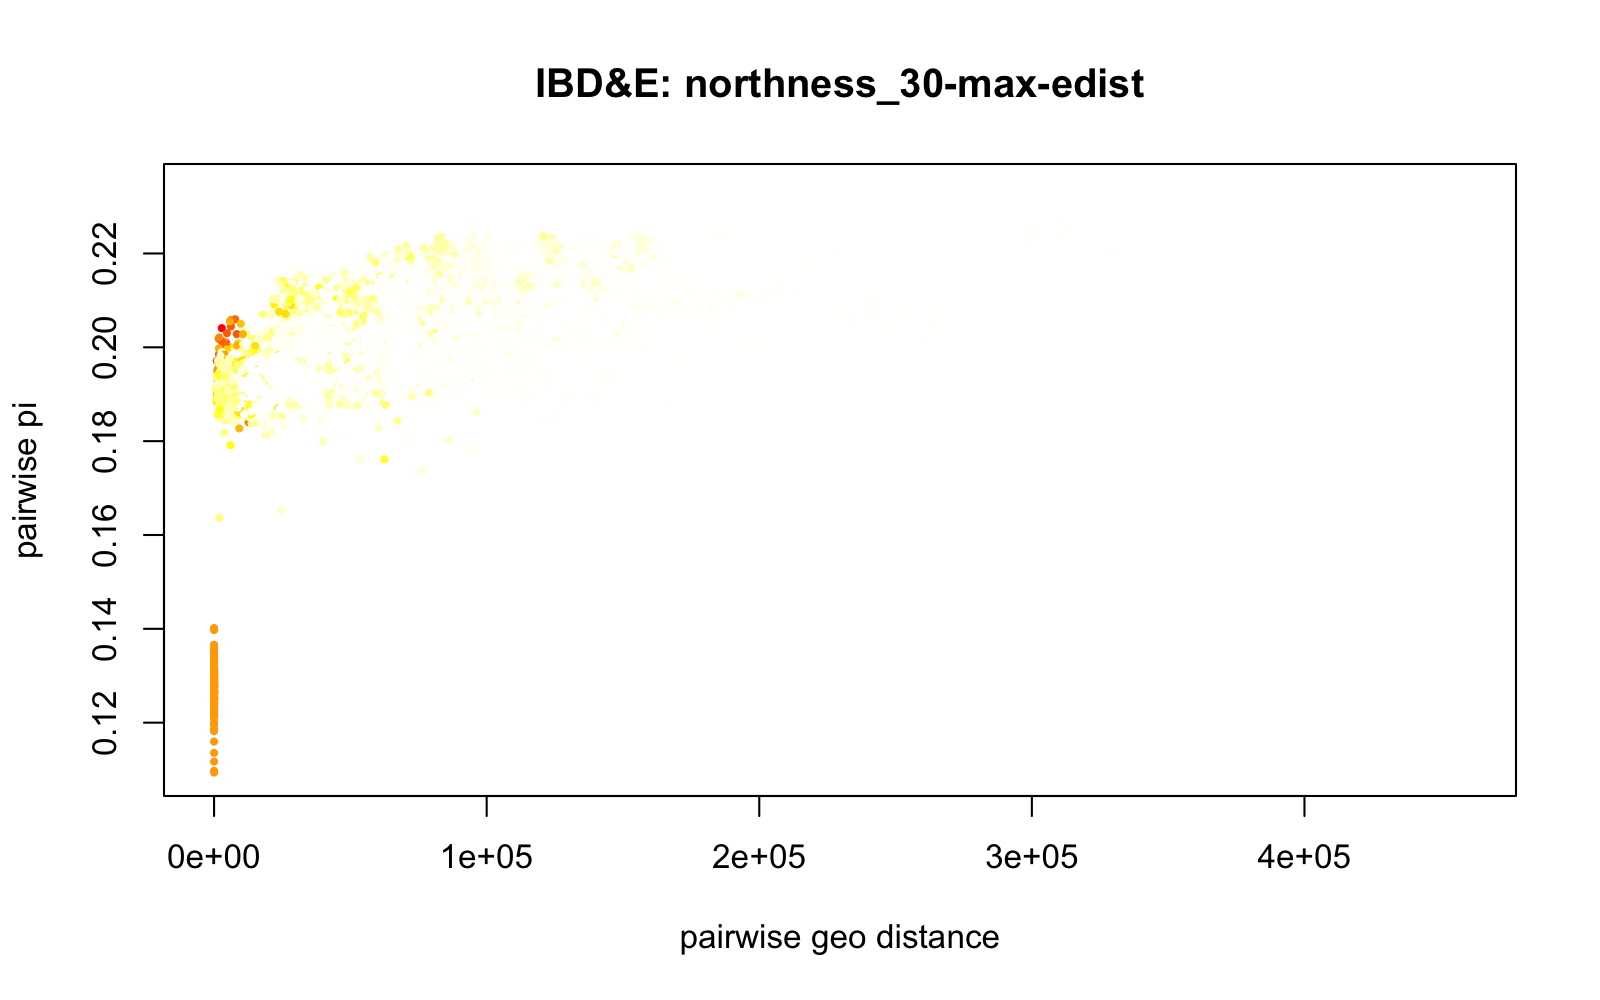 IBD&E: northness_30-max-edist
pairwise pi
0.22
0.20
0.18
0.16
0.14
0.12
0e+00 1e+05 2e+05 3e+05 4e+05
pairwise geo distance